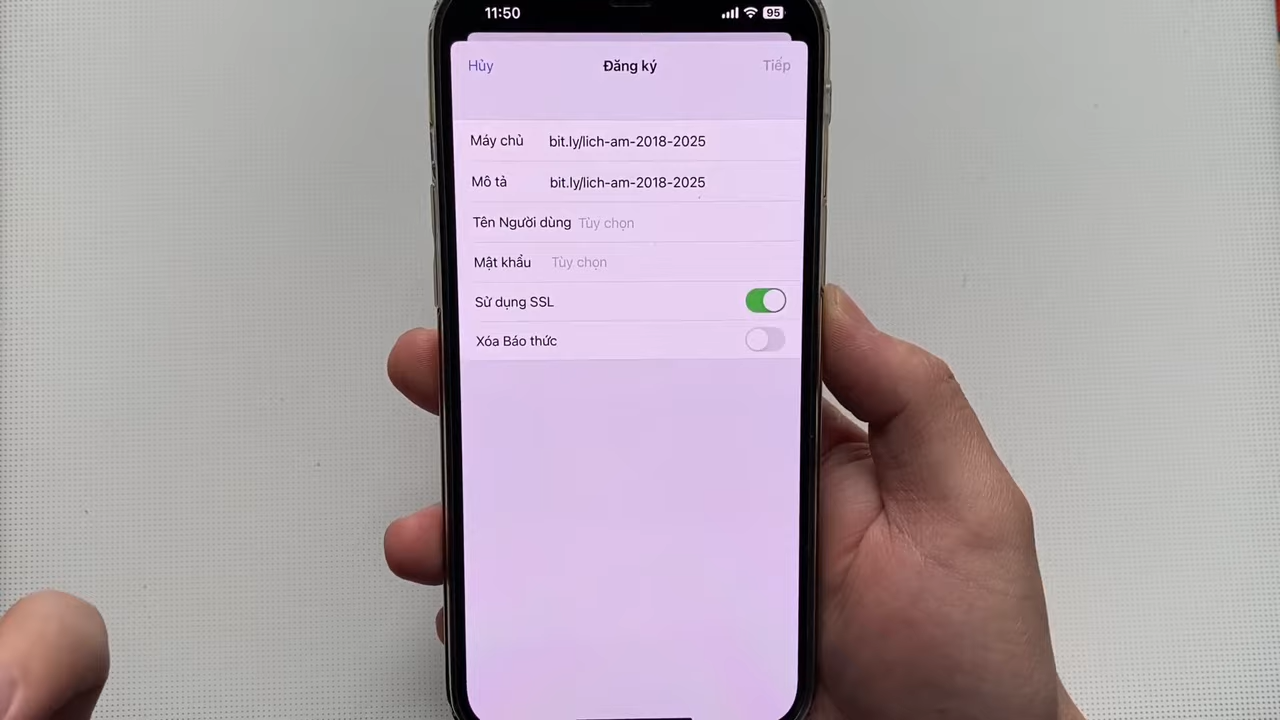 11:50 95
Hủy Đăng ký Tiếp
Máy chủ bit.ly/lich-am-2018-2025
Mô tả bit.ly/lich-am-2018-2025
Tên Người dùng Tùy chọn
Mật khẩu Tùy chọn
Sử dụng SSL
Xóa Báo thức